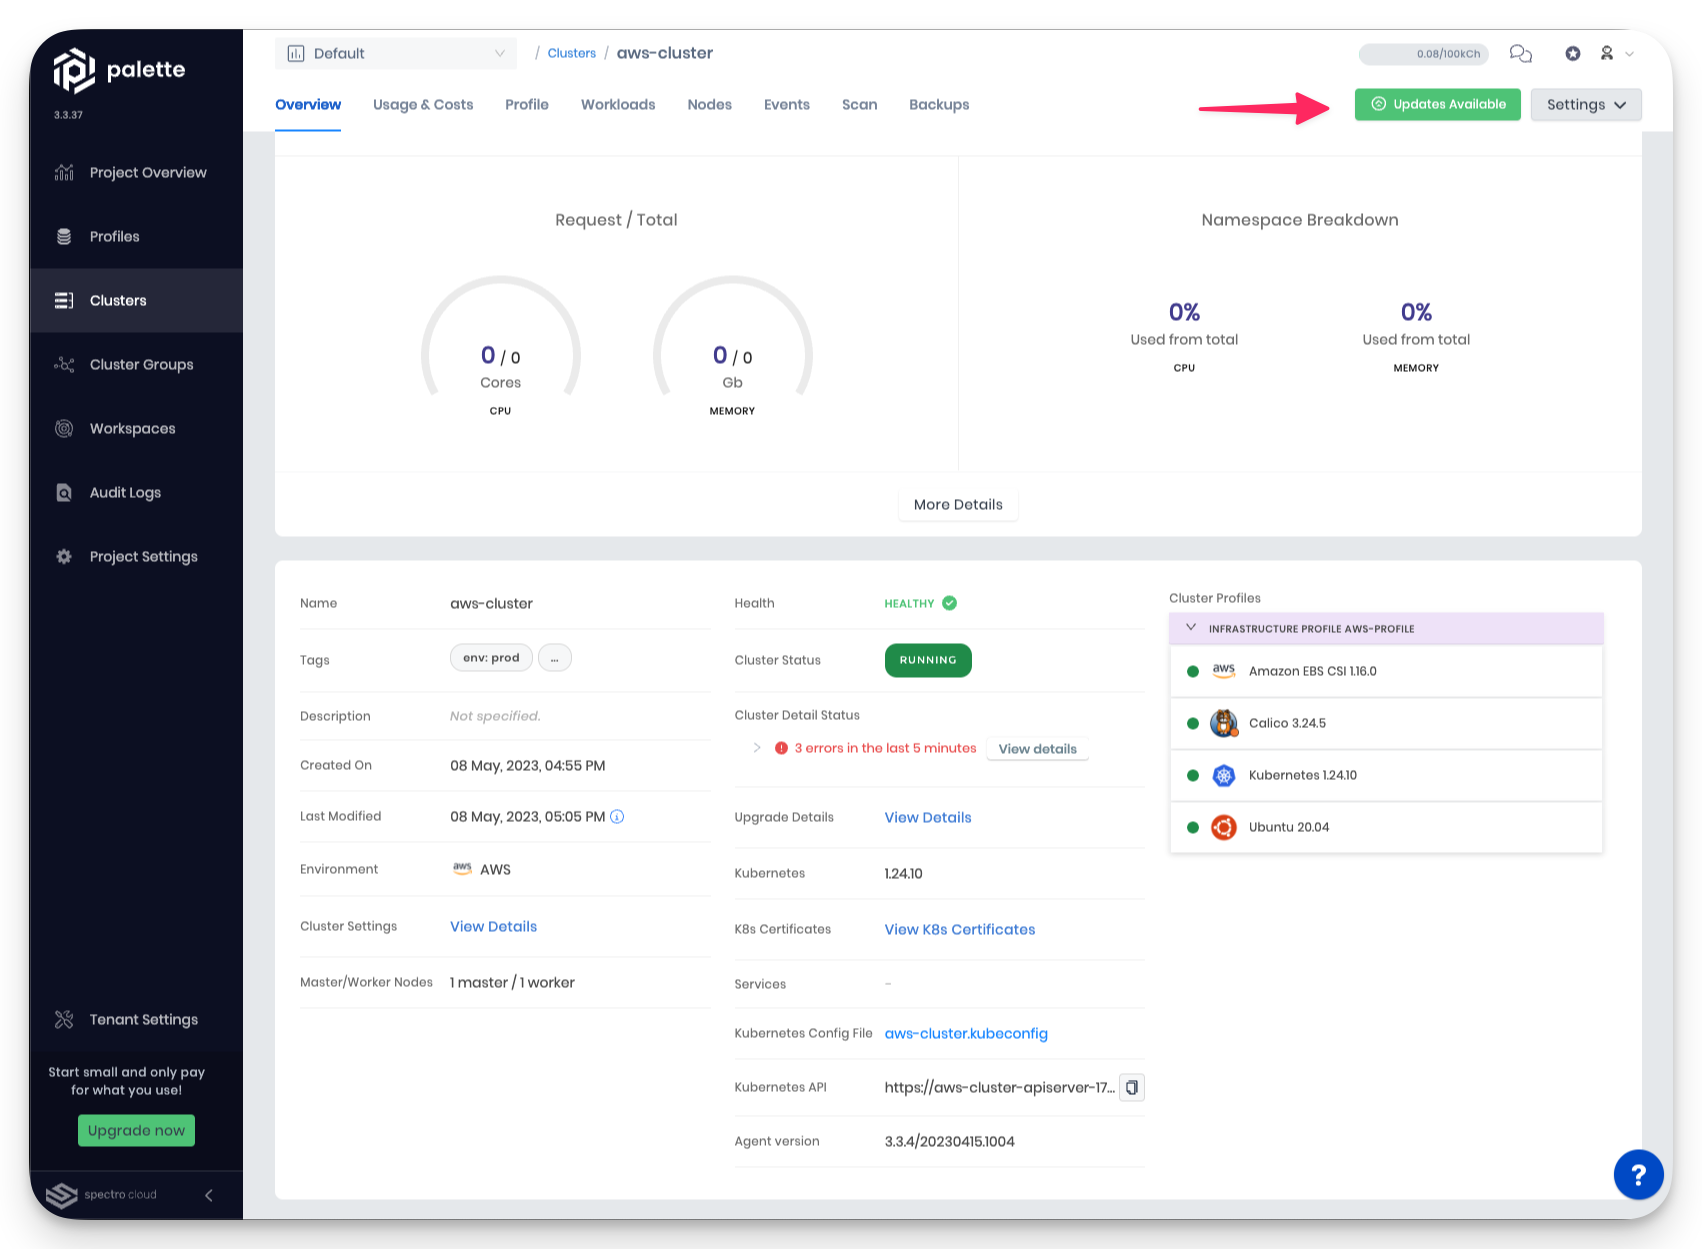 palette
3.3.37
Project Overview
Profiles
Clusters
Cluster Groups
Workspaces
Audit Logs
Project Settings
Tenant Settings
Start small and only pay
for what you use!
Upgrade now
spectro cloud
Default
/ Clusters / aws-cluster
0.08/100kCh
Overview Usage & Costs Profile Workloads Nodes Events Scan Backups
Updates Available
Settings
Request / Total
0 / 0
Cores
CPU
0 / 0
Gb
MEMORY
Namespace Breakdown
0%
Used from total
CPU
0%
Used from total
MEMORY
More Details
Name aws-cluster
Tags env: prod ...
Description Not specified.
Created On 08 May, 2023, 04:55 PM
Last Modified 08 May, 2023, 05:05 PM
Environment aws AWS
Cluster Settings View Details
Master/Worker Nodes 1 master / 1 worker
Health HEALTHY
Cluster Status RUNNING
Cluster Detail Status
3 errors in the last 5 minutes View details
Upgrade Details View Details
Kubernetes 1.24.10
K8s Certificates View K8s Certificates
Services -
Kubernetes Config File aws-cluster.kubeconfig
Kubernetes API https://aws-cluster-apiserver-17...
Agent version 3.3.4/20230415.1004
Cluster Profiles
INFRASTRUCTURE PROFILE AWS-PROFILE
aws Amazon EBS CSI 1.16.0
Calico 3.24.5
Kubernetes 1.24.10
Ubuntu 20.04
?